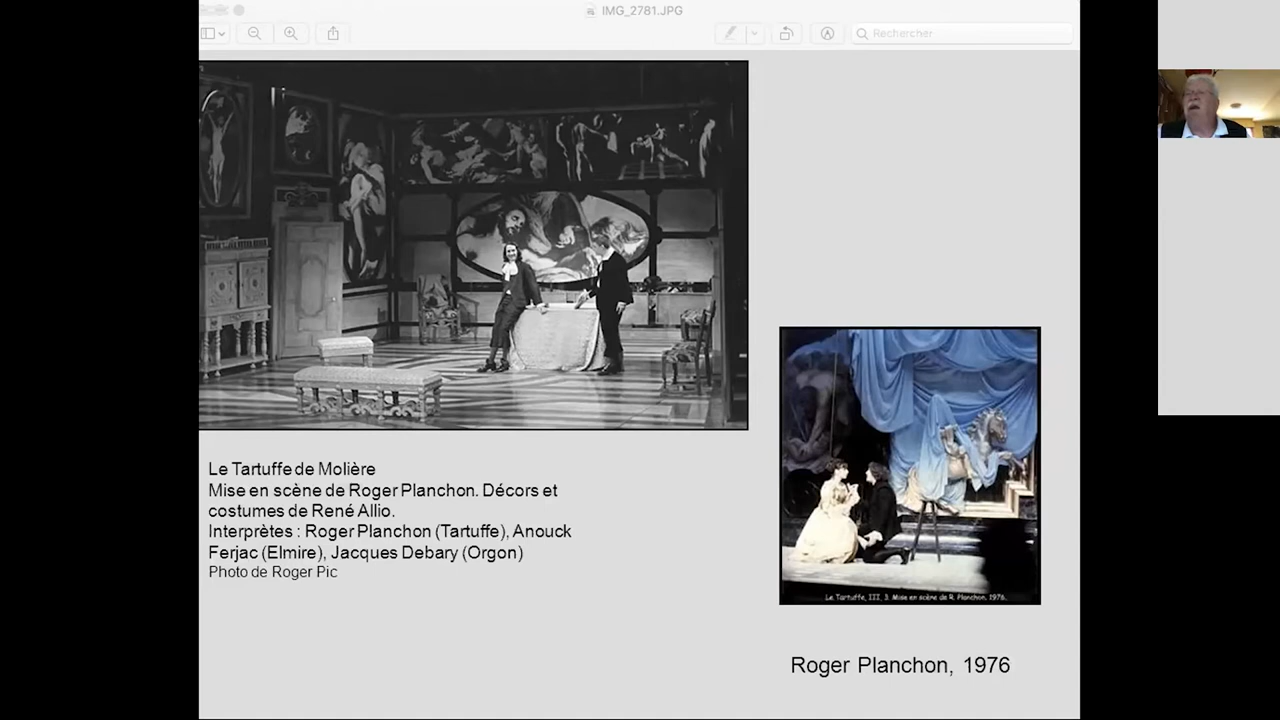 IMG_2781.JPG
Rechercher
Le Tartuffe de Molière
Mise en scène de Roger Planchon. Décors et
costumes de René Allio.
Interprètes : Roger Planchon (Tartuffe), Anouck
Ferjac (Elmire), Jacques Debary (Orgon)
Photo de Roger Pic
Le Tartuffe, III, 3. Mise en scène de R. Planchon, 1976.
Roger Planchon, 1976